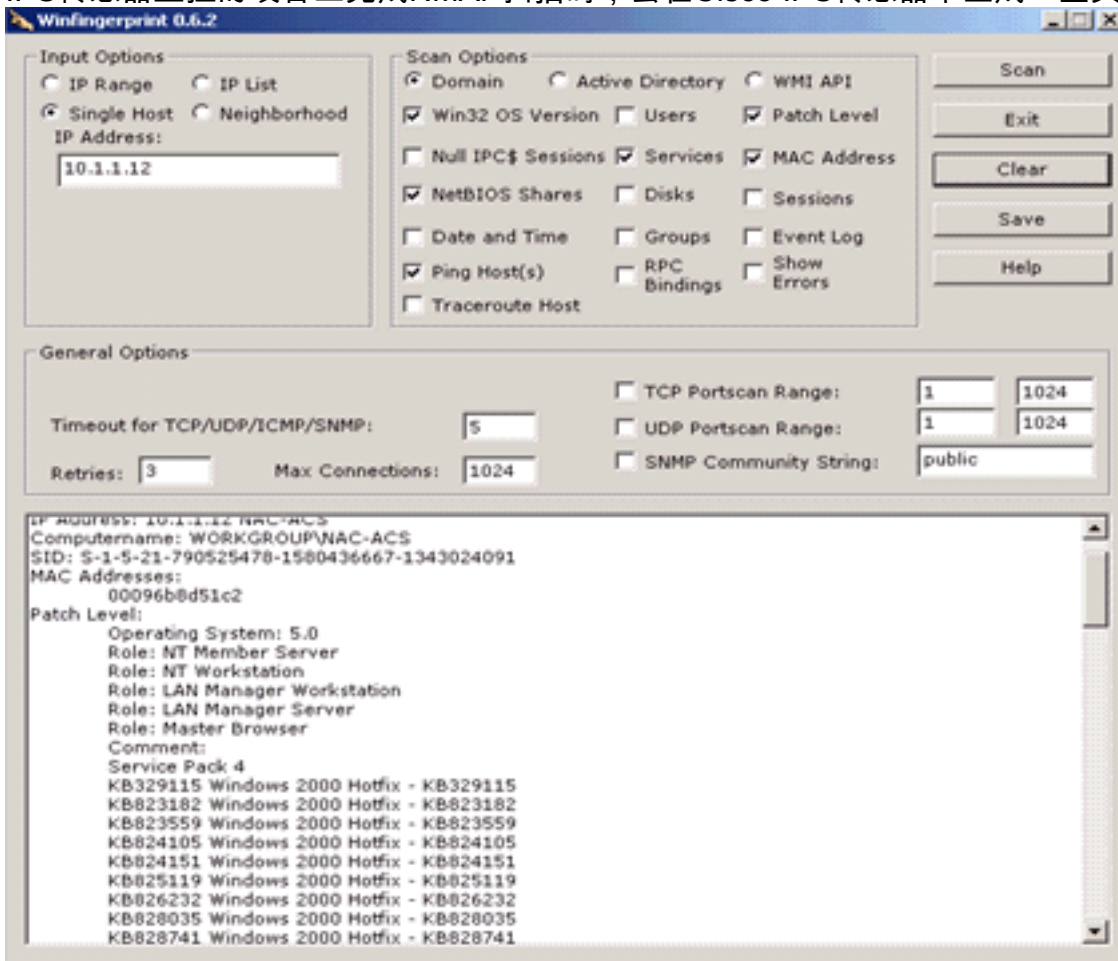 Winfingerprint 0.6.2
Input Options
IP Range IP List
Single Host Neighborhood
IP Address:
10.1.1.12
Scan Options
Domain Active Directory WMI API
Win32 OS Version Users Patch Level
Null IPC$ Sessions Services MAC Address
NetBIOS Shares Disks Sessions
Date and Time Groups Event Log
Ping Host(s) RPC Bindings Show Errors
Traceroute Host
Scan
Exit
Clear
Save
Help
General Options
Timeout for TCP/UDP/ICMP/SNMP: 5
Retries: 3 Max Connections: 1024
TCP Portscan Range: 1 1024
UDP Portscan Range: 1 1024
SNMP Community String: public
IP Address: 10.1.1.12 NAC-ACS
Computername: WORKGROUP\NAC-ACS
SID: S-1-5-21-790525478-1580436667-1343024091
MAC Addresses:
00096b8d51c2
Patch Level:
Operating System: 5.0
Role: NT Member Server
Role: NT Workstation
Role: LAN Manager Workstation
Role: LAN Manager Server
Role: Master Browser
Comment:
Service Pack 4
KB329115 Windows 2000 Hotfix - KB329115
KB823182 Windows 2000 Hotfix - KB823182
KB823559 Windows 2000 Hotfix - KB823559
KB824105 Windows 2000 Hotfix - KB824105
KB824151 Windows 2000 Hotfix - KB824151
KB825119 Windows 2000 Hotfix - KB825119
KB826232 Windows 2000 Hotfix - KB826232
KB828035 Windows 2000 Hotfix - KB828035
KB828741 Windows 2000 Hotfix - KB828741